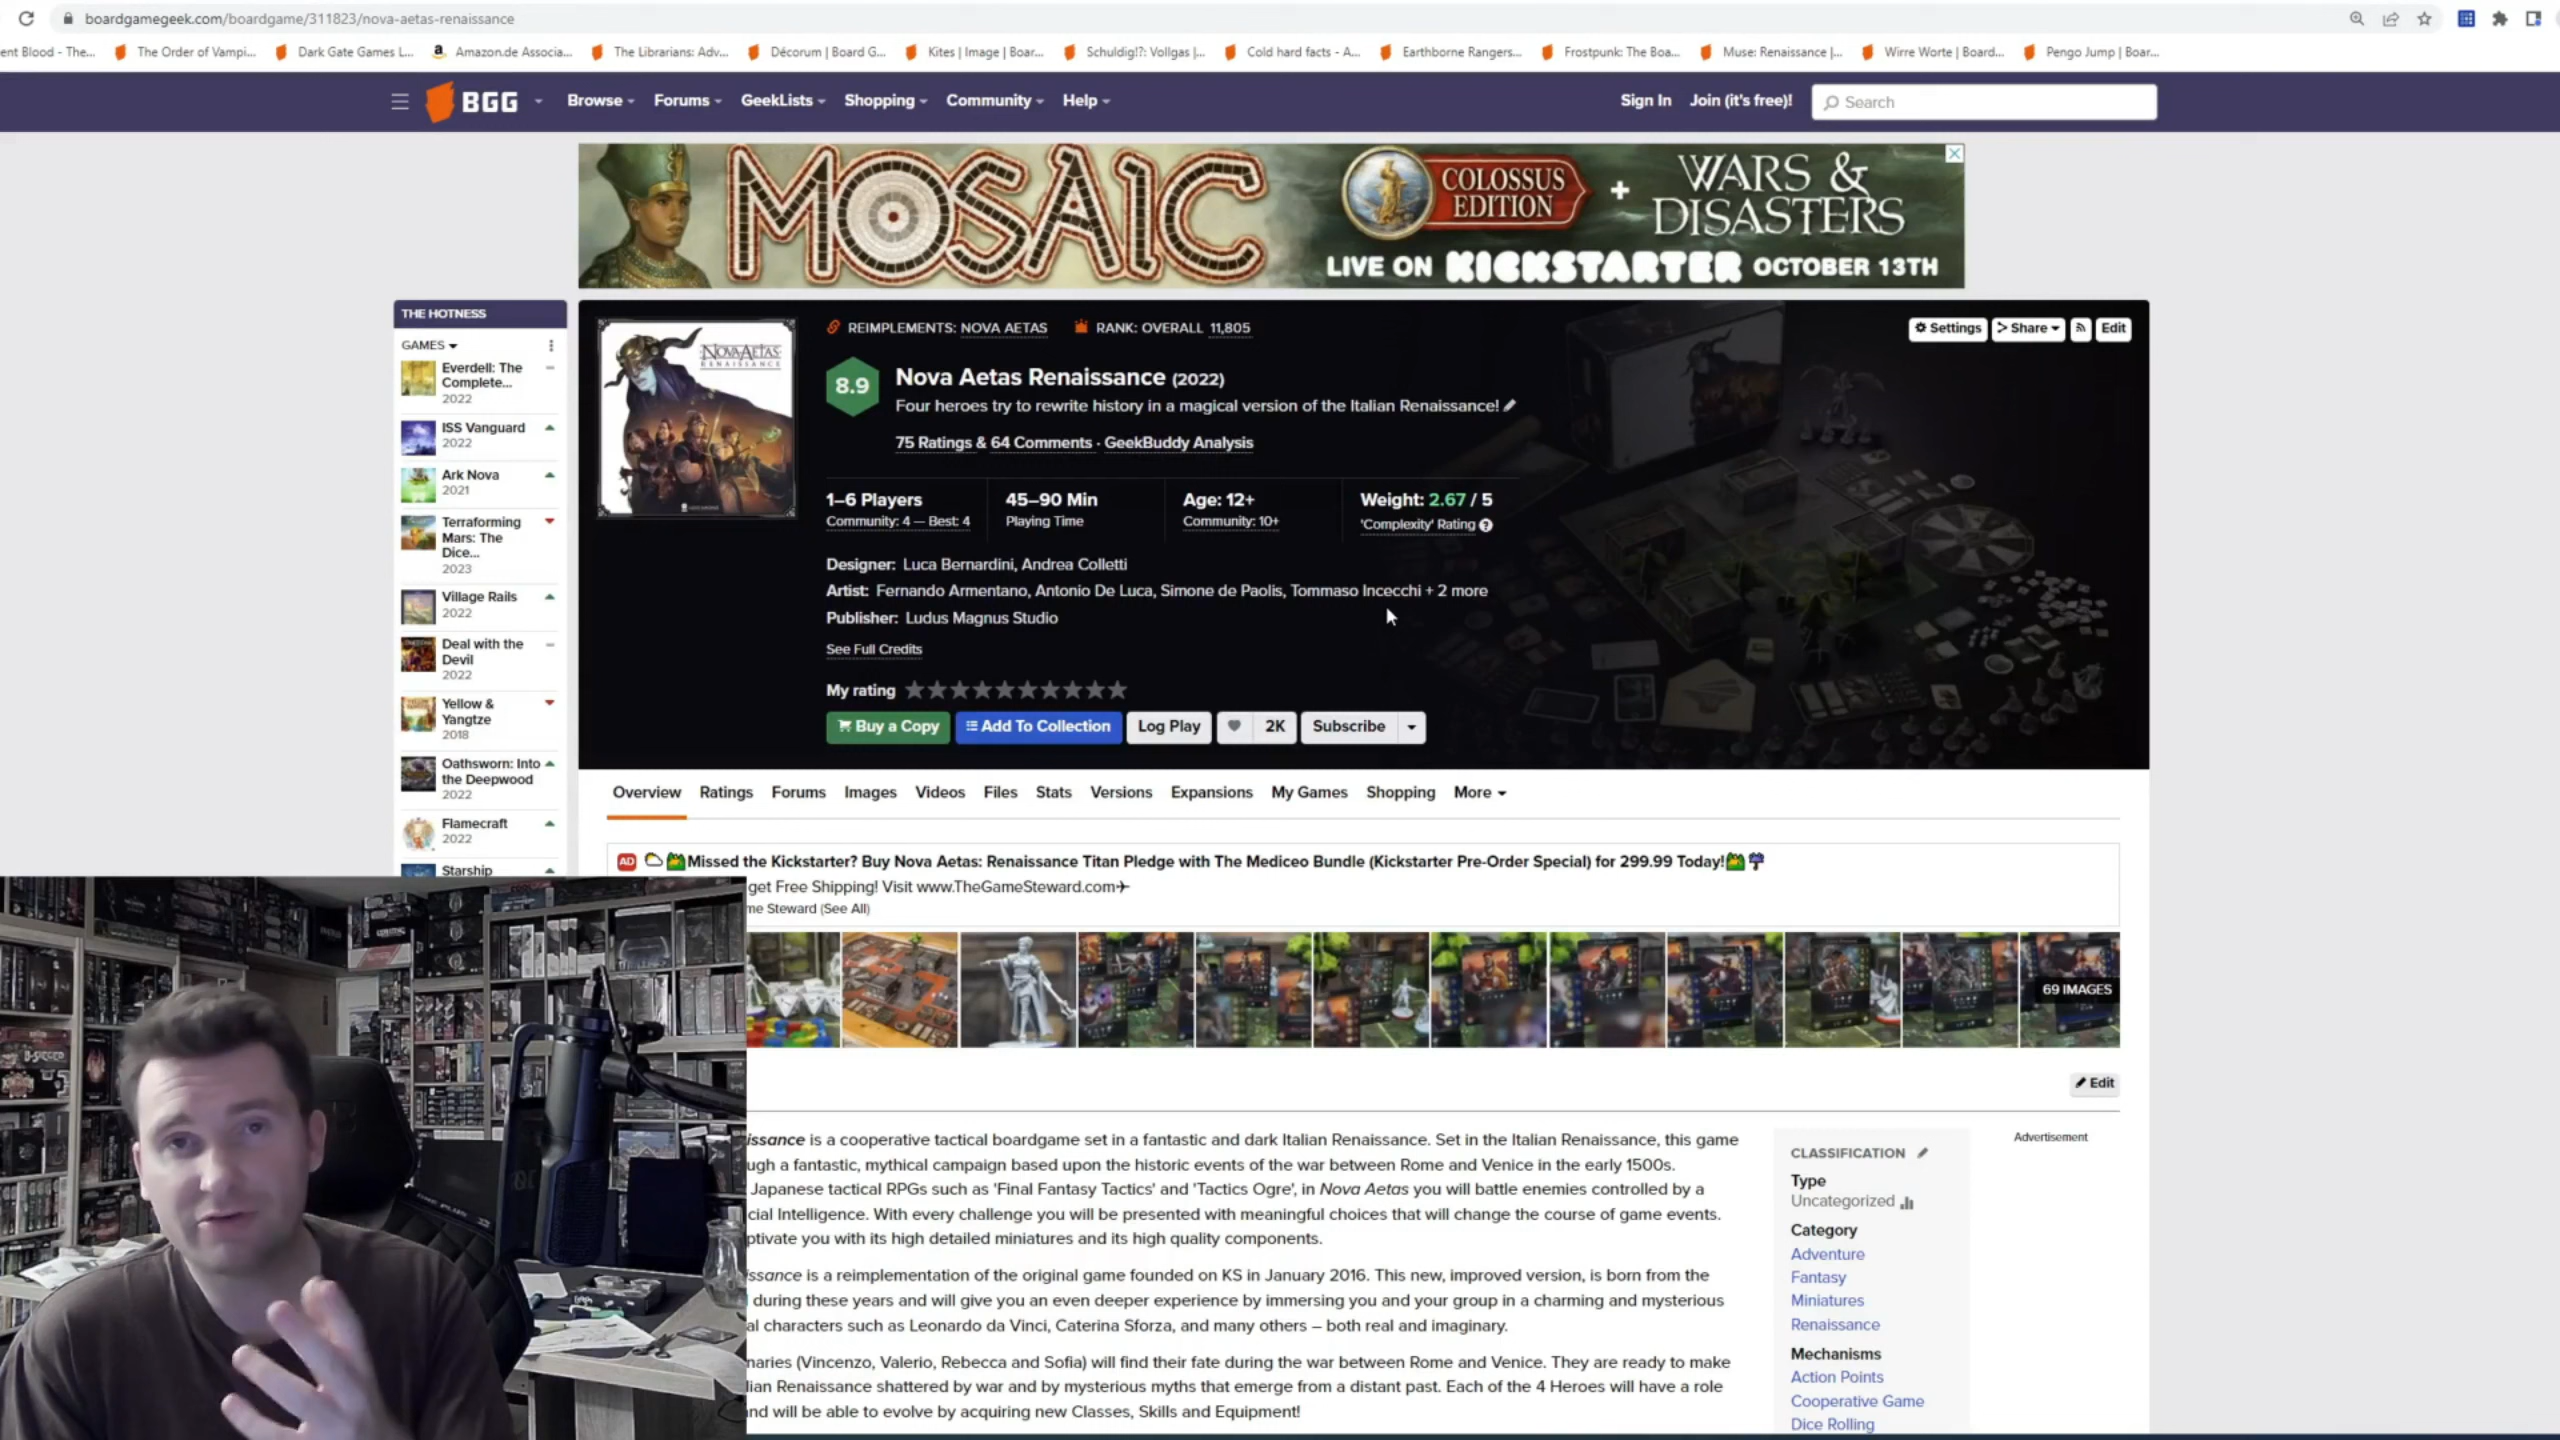 boardgamegeek.com/boardgame/311823/nova-aetas-renaissance
ent Blood - The... The Order of Vampi... Dark Gate Games L... Amazon.de Associa... The Librarians: Adv... Décorum | Board G... Kites | Image | Boar... Schuldig!?: Vollgas |... Cold hard facts - A... Earthborne Rangers... Frostpunk: The Boa... Muse: Renaissance |... Wirre Worte | Board... Pengo Jump | Boar...
BGG Browse Forums GeekLists Shopping Community Help Sign In Join (it's free)! Search
MOSAIC COLOSSUS EDITION + WARS & DISASTERS
LIVE ON KICKSTARTER OCTOBER 13TH
THE HOTNESS
GAMES
Everdell: The Complete...
2022
ISS Vanguard
2022
Ark Nova
2021
Terraforming Mars: The Dice...
2023
Village Rails
2022
Deal with the Devil
2022
Yellow & Yangtze
2018
Oathsworn: Into the Deepwood
2022
Flamecraft
2022
Starship
NOVA AETAS
RENAISSANCE
REIMPLEMENTS: NOVA AETAS RANK: OVERALL 11,805
Settings Share Edit
8.9 Nova Aetas Renaissance (2022)
Four heroes try to rewrite history in a magical version of the Italian Renaissance!
75 Ratings & 64 Comments · GeekBuddy Analysis
1–6 Players 45–90 Min Age: 12+ Weight: 2.67 / 5
Community: 4 — Best: 4 Playing Time Community: 10+ 'Complexity' Rating
Designer: Luca Bernardini, Andrea Colletti
Artist: Fernando Armentano, Antonio De Luca, Simone de Paolis, Tommaso Incecchi + 2 more
Publisher: Ludus Magnus Studio
See Full Credits
My rating
Buy a Copy Add To Collection Log Play 2K Subscribe
Overview Ratings Forums Images Videos Files Stats Versions Expansions My Games Shopping More
AD Missed the Kickstarter? Buy Nova Aetas: Renaissance Titan Pledge with The Mediceo Bundle (Kickstarter Pre-Order Special) for 299.99 Today!
get Free Shipping! Visit www.TheGameSteward.com
me Steward (See All)
69 IMAGES
Edit
issance is a cooperative tactical boardgame set in a fantastic and dark Italian Renaissance. Set in the Italian Renaissance, this game
ugh a fantastic, mythical campaign based upon the historic events of the war between Rome and Venice in the early 1500s.
Japanese tactical RPGs such as 'Final Fantasy Tactics' and 'Tactics Ogre', in Nova Aetas you will battle enemies controlled by a
cial Intelligence. With every challenge you will be presented with meaningful choices that will change the course of game events.
ptivate you with its high detailed miniatures and its high quality components.
issance is a reimplementation of the original game founded on KS in January 2016. This new, improved version, is born from the
during these years and will give you an even deeper experience by immersing you and your group in a charming and mysterious
al characters such as Leonardo da Vinci, Caterina Sforza, and many others – both real and imaginary.
naries (Vincenzo, Valerio, Rebecca and Sofia) will find their fate during the war between Rome and Venice. They are ready to make
lian Renaissance shattered by war and by mysterious myths that emerge from a distant past. Each of the 4 Heroes will have a role
and will be able to evolve by acquiring new Classes, Skills and Equipment!
CLASSIFICATION
Type
Uncategorized
Category
Adventure
Fantasy
Miniatures
Renaissance
Mechanisms
Action Points
Cooperative Game
Dice Rolling
Advertisement